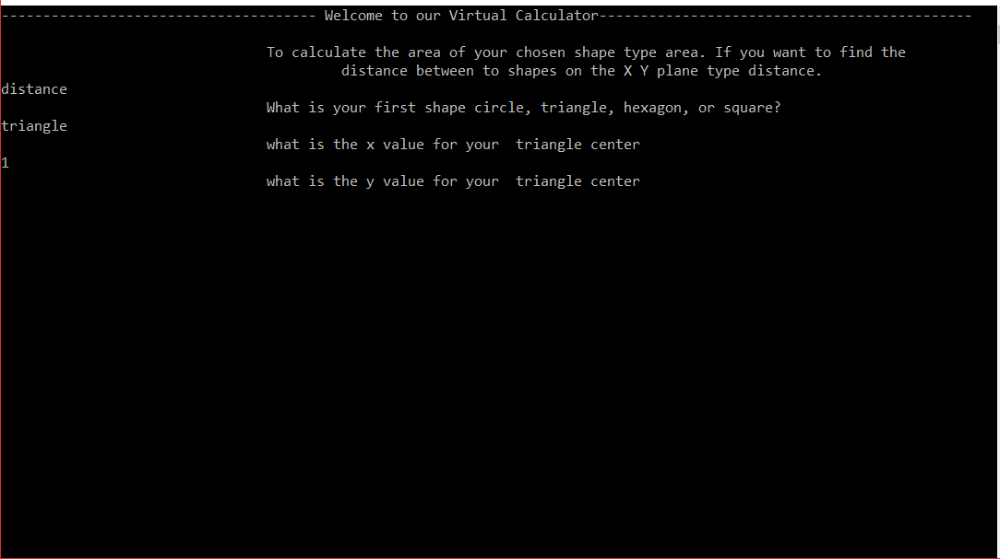 -------------------------------------- Welcome to our Virtual Calculator---------------------------------------------
To calculate the area of your chosen shape type area. If you want to find the
distance between to shapes on the X Y plane type distance.
distance
What is your first shape circle, triangle, hexagon, or square?
triangle
what is the x value for your  triangle center
1
what is the y value for your  triangle center